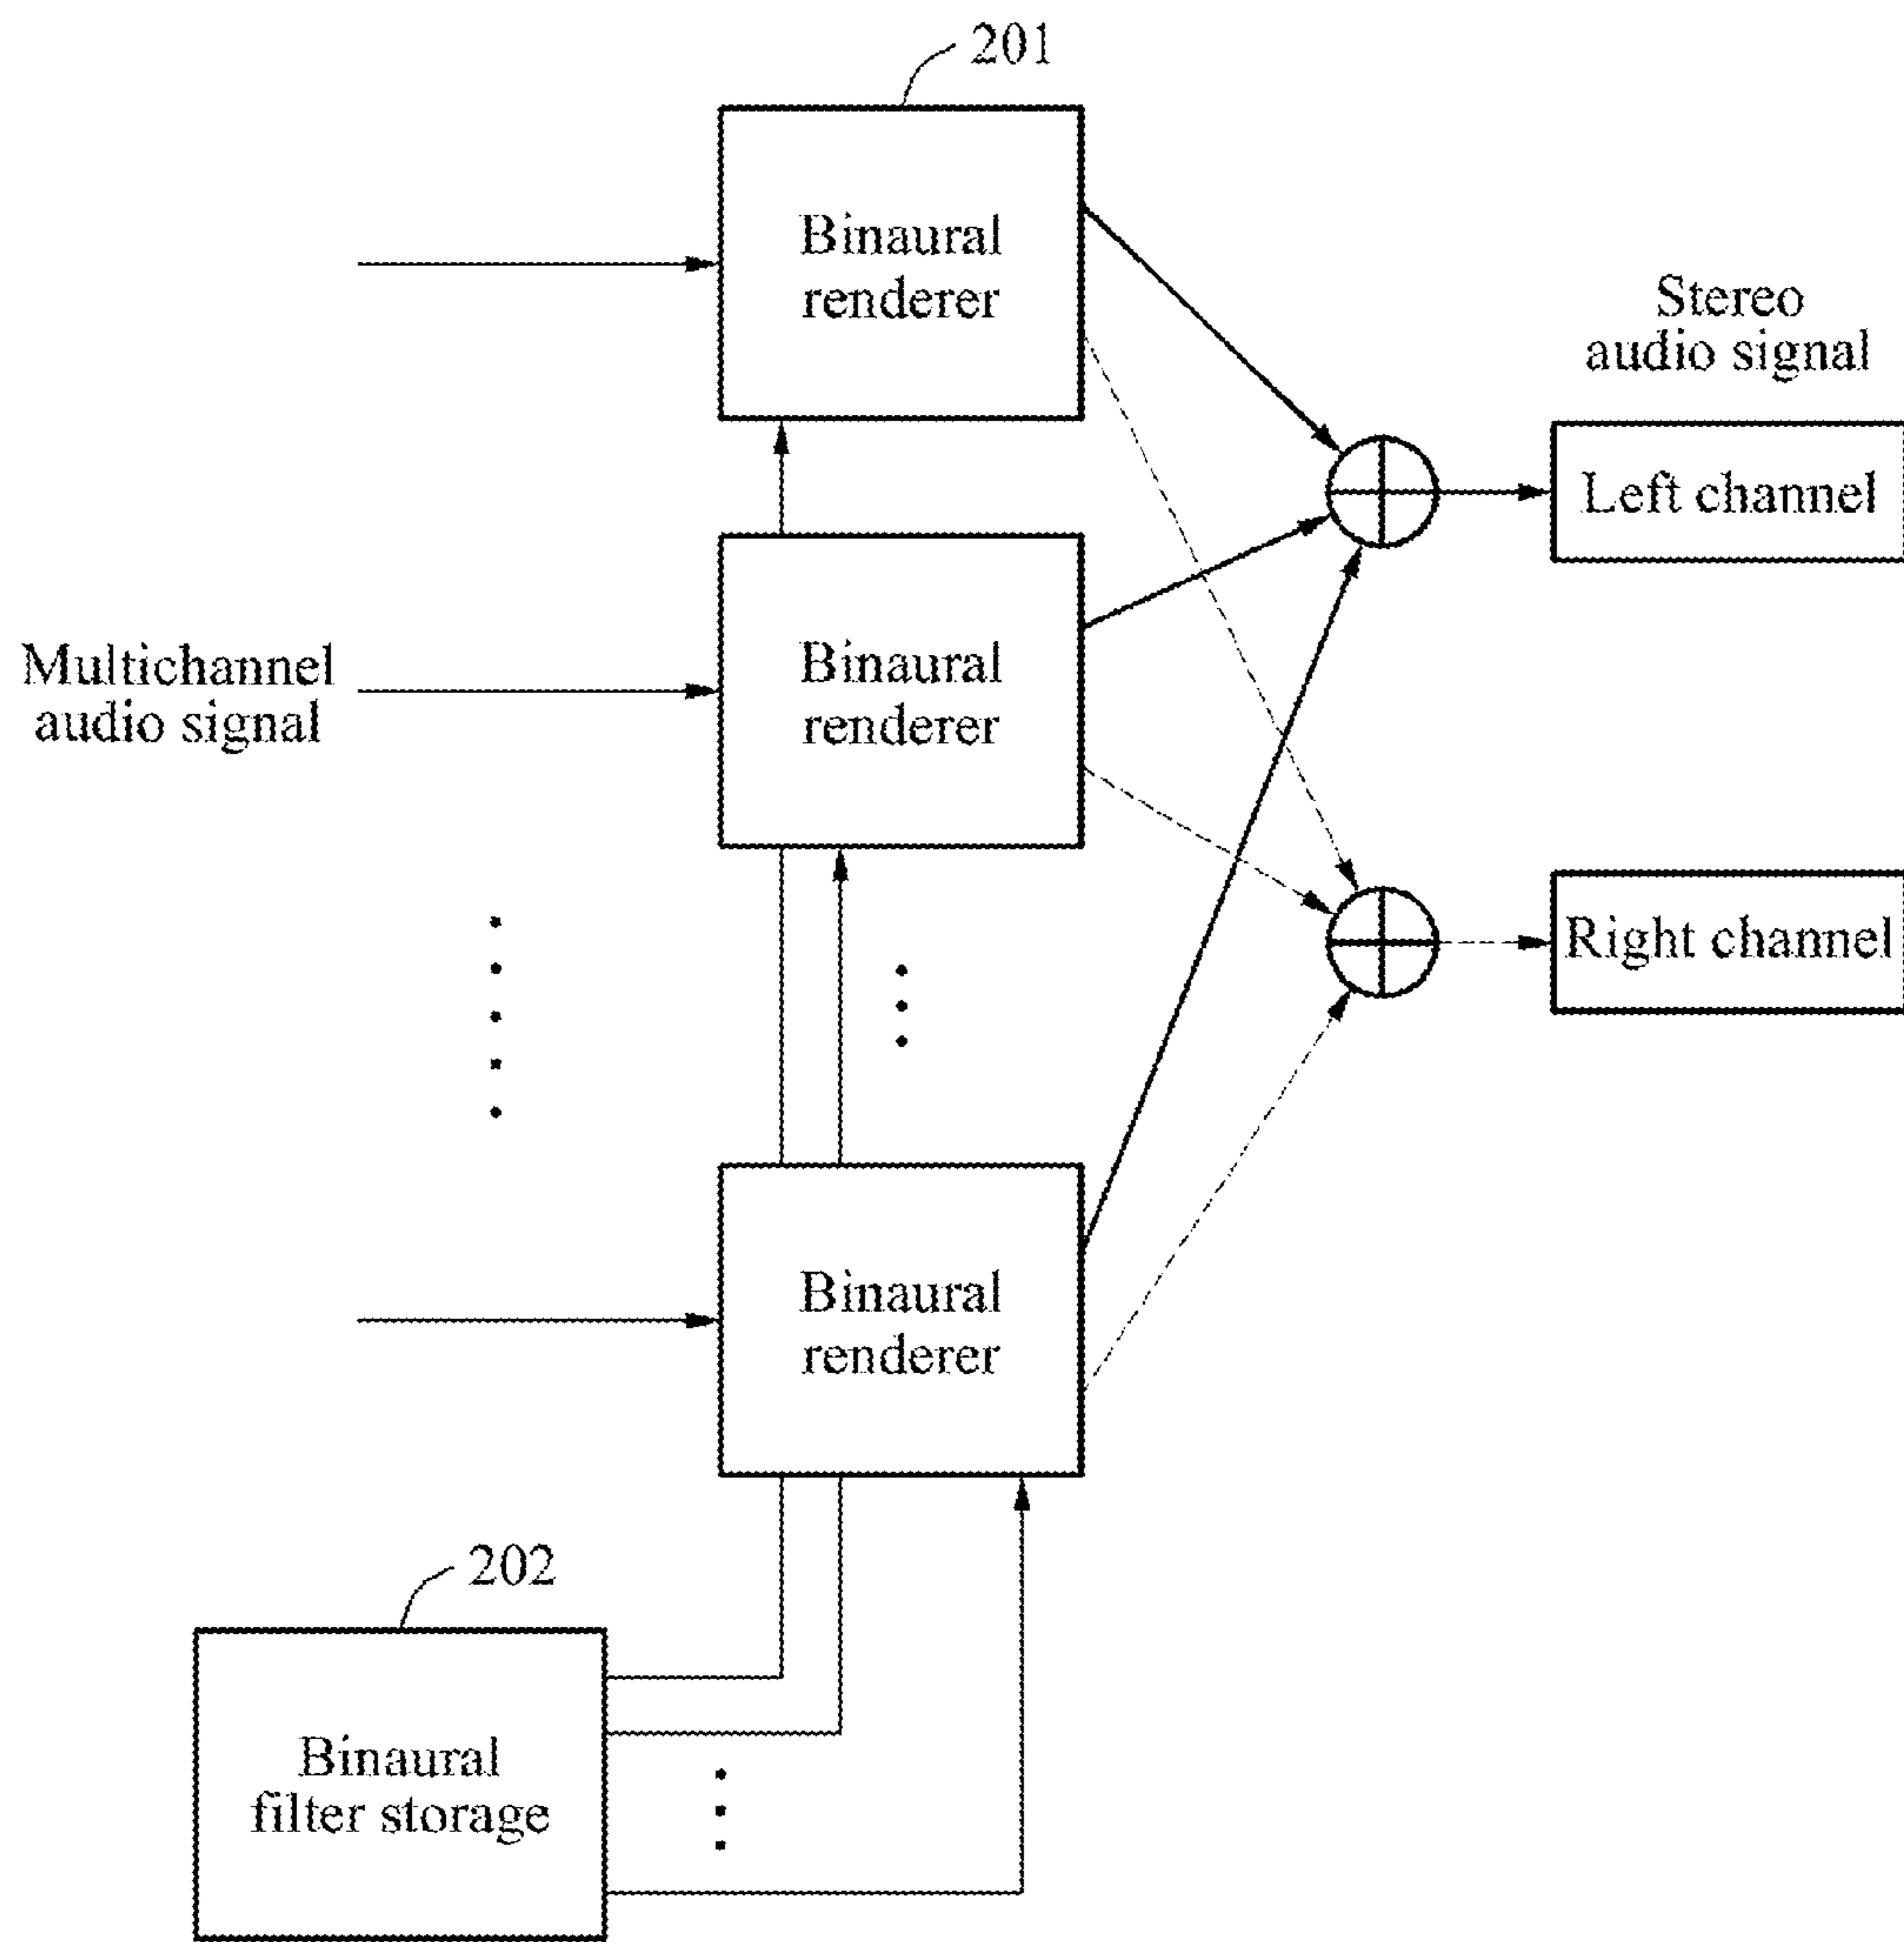 201
Binaural
renderer
Stereo
audio signal
Left channel
Multichannel
audio signal
Binaural
renderer
Right channel
Binaural
renderer
202
Binaural
filter storage